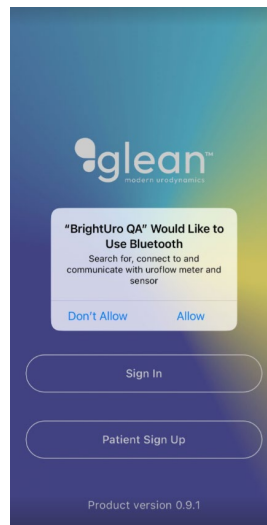 glean™
modern urodynamics
"BrightUro QA" Would Like to
Use Bluetooth
Search for, connect to and
communicate with uroflow meter and
sensor
Don't Allow Allow
Sign In
Patient Sign Up
Product version 0.9.1